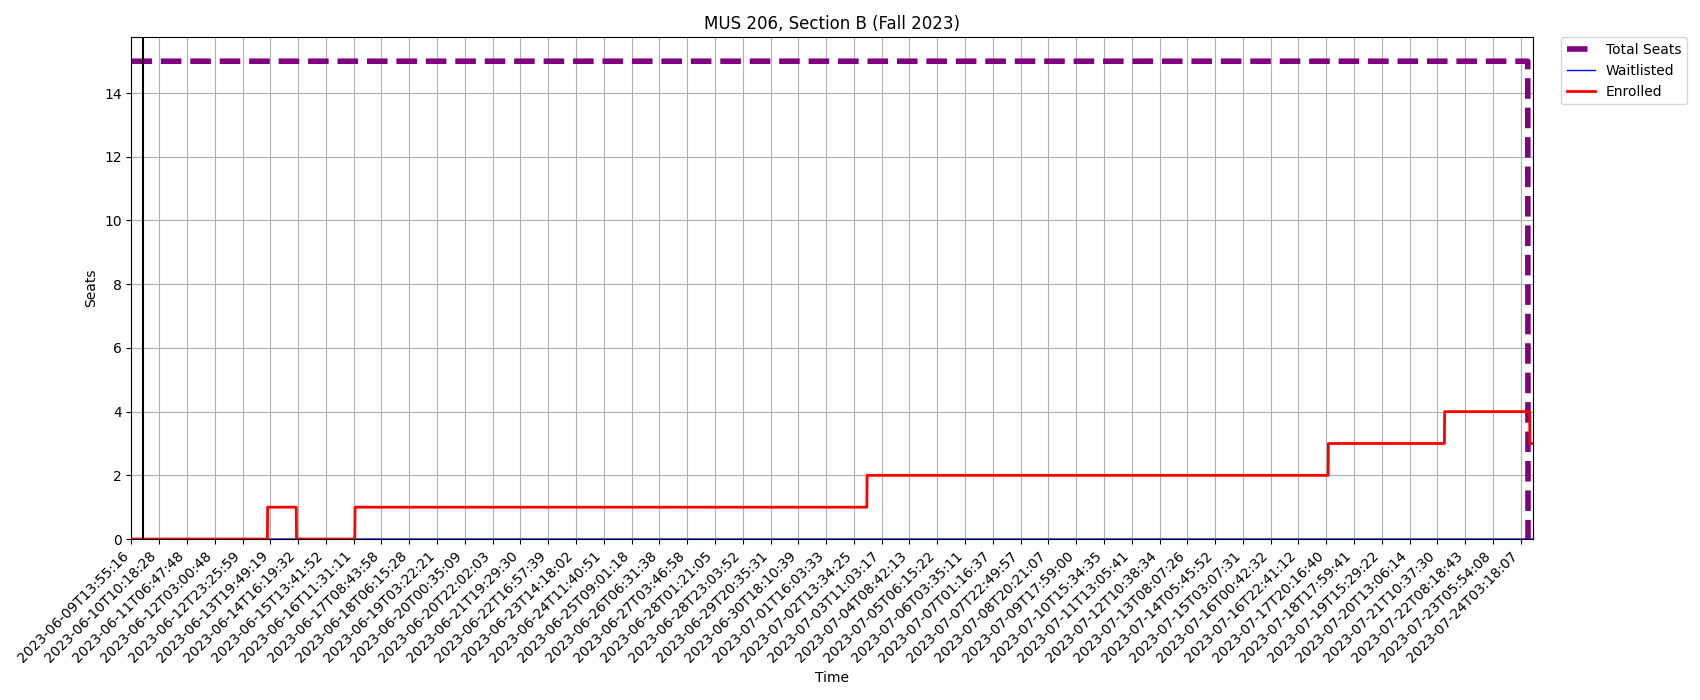 MUS 206, Section B (Fall 2023)
Total Seats
Waitlisted
Enrolled
Seats
14
12
10
8
6
4
2
0
2023-06-09T13:55:16
2023-06-10T10:18:28
2023-06-11T06:47:48
2023-06-12T03:00:48
2023-06-12T23:25:59
2023-06-13T19:49:19
2023-06-14T16:19:32
2023-06-15T13:41:52
2023-06-16T11:31:11
2023-06-17T08:43:58
2023-06-18T06:15:28
2023-06-19T03:22:21
2023-06-20T00:35:09
2023-06-20T22:02:03
2023-06-21T19:29:30
2023-06-22T16:57:39
2023-06-23T14:18:02
2023-06-24T11:40:51
2023-06-25T09:01:18
2023-06-26T06:31:38
2023-06-27T03:46:58
2023-06-28T01:21:05
2023-06-28T23:03:52
2023-06-29T20:35:31
2023-06-30T18:10:39
2023-07-01T16:03:33
2023-07-02T13:34:25
2023-07-03T11:03:17
2023-07-04T08:42:13
2023-07-05T06:15:22
2023-07-06T03:35:11
2023-07-07T01:16:37
2023-07-07T22:49:57
2023-07-08T20:21:07
2023-07-09T17:59:00
2023-07-10T15:34:35
2023-07-11T13:05:41
2023-07-12T10:38:34
2023-07-13T08:07:26
2023-07-14T05:45:52
2023-07-15T03:07:31
2023-07-16T00:42:32
2023-07-16T22:41:12
2023-07-17T20:16:40
2023-07-18T17:59:41
2023-07-19T15:29:22
2023-07-20T13:06:14
2023-07-21T10:37:30
2023-07-22T08:18:43
2023-07-23T05:54:08
2023-07-24T03:18:07
Time